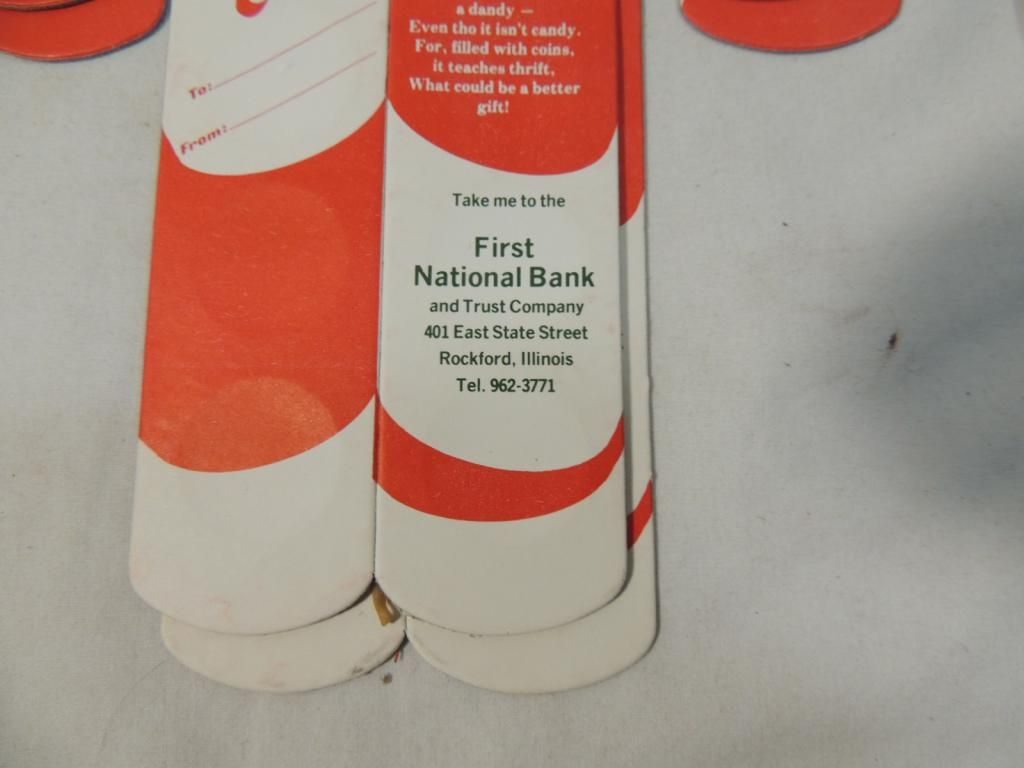 To:
From:
a dandy —
Even tho it isn't candy.
For, filled with coins,
it teaches thrift,
What could be a better
gift!
Take me to the
First
National Bank
and Trust Company
401 East State Street
Rockford, Illinois
Tel. 962-3771